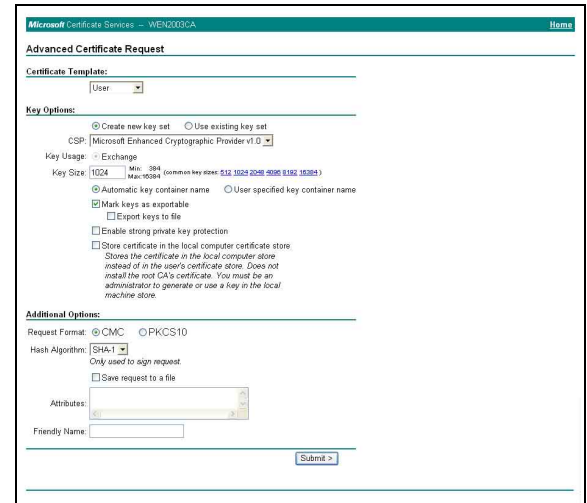 Microsoft Certificate Services -- WEN2003CA Home
Advanced Certificate Request
Certificate Template:
User
Key Options:
Create new key set Use existing key set
CSP: Microsoft Enhanced Cryptographic Provider v1.0
Key Usage: Exchange
Key Size: 1024 Min: 384 Max:16384 (common key sizes: 512 1024 2048 4096 8192 16384 )
Automatic key container name User specified key container name
Mark keys as exportable
Export keys to file
Enable strong private key protection
Store certificate in the local computer certificate store
Stores the certificate in the local computer store
instead of in the user's certificate store. Does not
install the root CA's certificate. You must be an
administrator to generate or use a key in the local
machine store.
Additional Options:
Request Format: CMC PKCS10
Hash Algorithm: SHA-1
Only used to sign request.
Save request to a file
Attributes:
Friendly Name:
Submit >